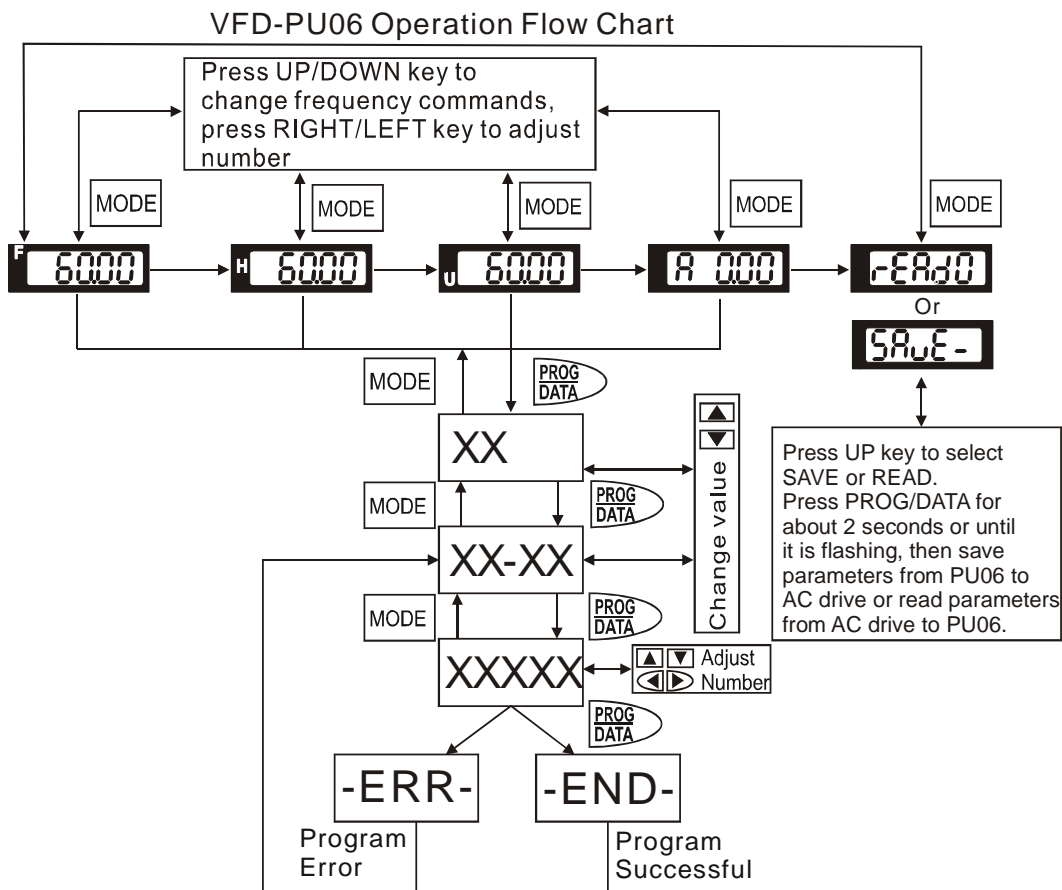 VFD-PU06 Operation Flow Chart
Press UP/DOWN key to
change frequency commands,
press RIGHT/LEFT key to adjust
number
MODE
MODE
MODE
MODE
MODE
F 60.00
H 60.00
U 60.00
A 0.00
rEAd0
Or
SAvE-
MODE
PROG
DATA
XX
MODE
PROG
DATA
XX-XX
Change value
MODE
PROG
DATA
XXXXX
Adjust
Number
PROG
DATA
Press UP key to select
SAVE or READ.
Press PROG/DATA for
about 2 seconds or until
it is flashing, then save
parameters from PU06 to
AC drive or read parameters
from AC drive to PU06.
-ERR-
-END-
Program
Error
Program
Successful